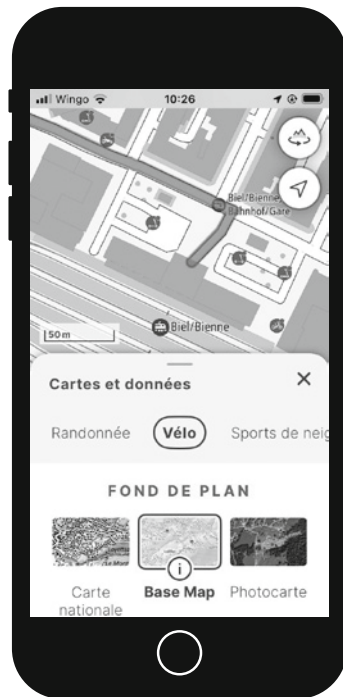 Wingo 10:26
Biel/Bienne,
Bahnhof/Gare
Biel/Bienne
50 m
Cartes et données
Randonnée Vélo Sports de neig
FOND DE PLAN
i
Carte nationale Base Map Photocarte